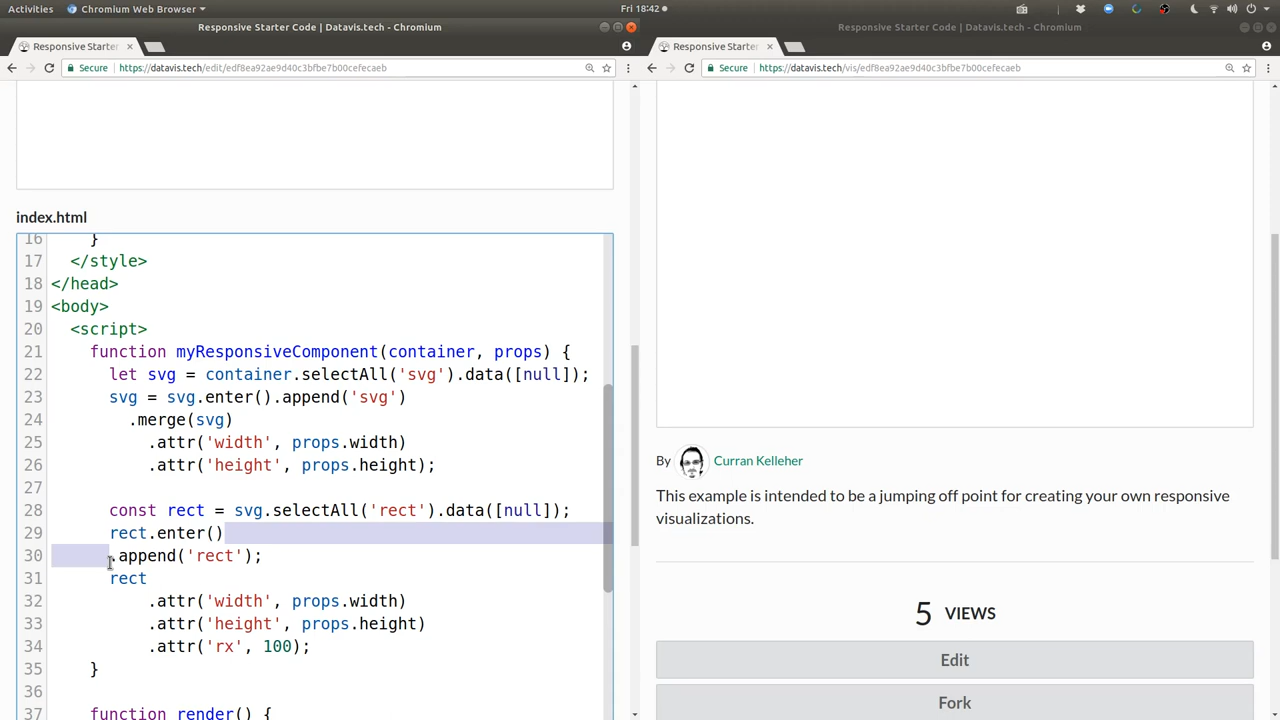 Activities
Chromium Web Browser
Fri 18:42
Responsive Starter Code | Datavis.tech - Chromium
Responsive Starter Code | Datavis.tech - Chromium
Responsive Starter
Responsive Starter
Secure
https://datavis.tech/edit/edf8ea92ae9d40c3bfbe7b00cefecaeb
Secure
https://datavis.tech/vis/edf8ea92ae9d40c3bfbe7b00cefecaeb
index.html
16 }
17 </style>
18 </head>
19 <body>
20 <script>
21 function myResponsiveComponent(container, props) {
22 let svg = container.selectAll('svg').data([null]);
23 svg = svg.enter().append('svg')
24 .merge(svg)
25 .attr('width', props.width)
26 .attr('height', props.height);
27
28 const rect = svg.selectAll('rect').data([null]);
29 rect.enter()
30 .append('rect');
31 rect
32 .attr('width', props.width)
33 .attr('height', props.height)
34 .attr('rx', 100);
35 }
36
37 function render() {
By Curran Kelleher
This example is intended to be a jumping off point for creating your own responsive
visualizations.
5 VIEWS
Edit
Fork